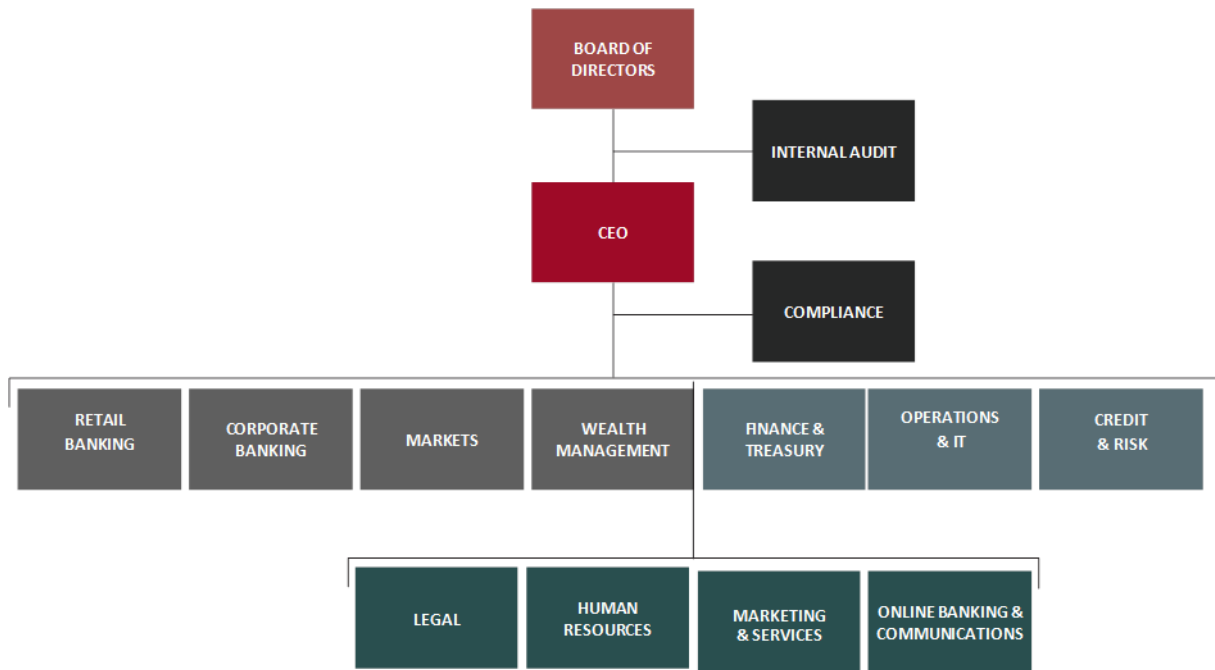 BOARD OF
DIRECTORS
INTERNAL AUDIT
CEO
COMPLIANCE
RETAIL
BANKING
CORPORATE
BANKING
MARKETS
WEALTH
MANAGEMENT
FINANCE &
TREASURY
OPERATIONS
& IT
CREDIT
& RISK
LEGAL
HUMAN
RESOURCES
MARKETING
& SERVICES
ONLINE BANKING &
COMMUNICATIONS